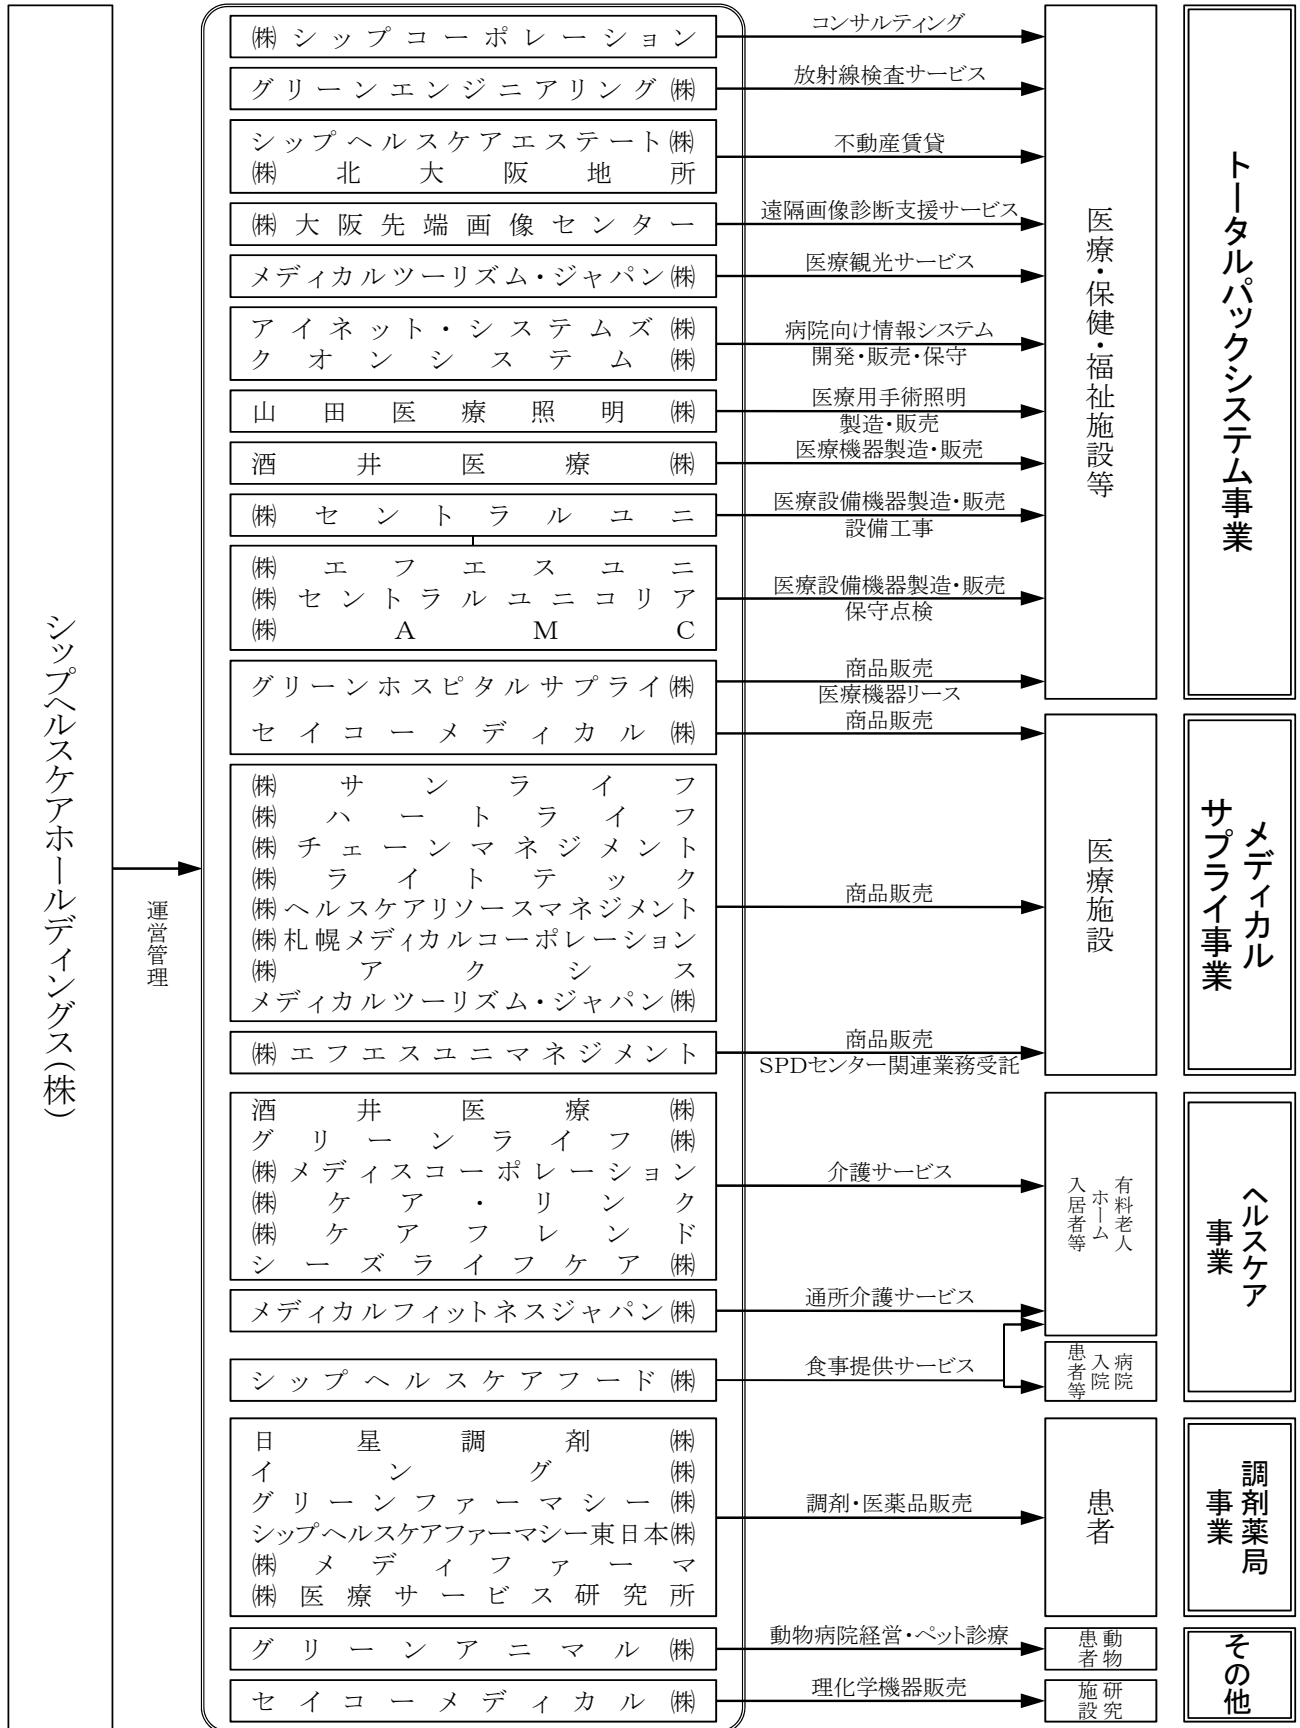 シップヘルスケアホールディングス(株)
運営管理
㈱シップコーポレーション
コンサルティング
グリーンエンジニアリング㈱
放射線検査サービス
シップヘルスケアエステート㈱
㈱北大阪地所
不動産賃貸
㈱大阪先端画像センター
遠隔画像診断支援サービス
メディカルツーリズム・ジャパン㈱
医療観光サービス
アイネット・システムズ㈱
クオンシステム㈱
病院向け情報システム
開発・販売・保守
山田医療照明㈱
医療用手術照明
製造・販売
酒井医療㈱
医療機器製造・販売
㈱セントラルユニ
医療設備機器製造・販売
設備工事
㈱エフエスユニ
㈱セントラルユニコリア
㈱AMC
医療設備機器製造・販売
保守点検
グリーンホスピタルサプライ㈱
商品販売
医療機器リース
セイコーメディカル㈱
商品販売
医療・保健・福祉施設等
トータルパックシステム事業
㈱サンライフ
㈱ハートライフ
㈱チェーンマネジメント
㈱ライトテック
㈱ヘルスケアリソースマネジメント
㈱札幌メディカルコーポレーション
㈱アクシス
メディカルツーリズム・ジャパン㈱
商品販売
㈱エフエスユニマネジメント
商品販売
SPDセンター関連業務受託
医療施設
メディカル
サプライ事業
酒井医療㈱
グリーンライフ㈱
㈱メディスコーポレーション
㈱ケア・リンク
㈱ケアフレンド
シーズライフケア㈱
介護サービス
メディカルフィットネスジャパン㈱
通所介護サービス
有料老人
ホーム
入居者等
シップヘルスケアフード㈱
食事提供サービス
病院
入院
患者等
ヘルスケア
事業
日星調剤㈱
イング㈱
グリーンファーマシー㈱
シップヘルスケアファーマシー東日本㈱
㈱メディファーマ
㈱医療サービス研究所
調剤・医薬品販売
患者
調剤薬局
事業
グリーンアニマル㈱
動物病院経営・ペット診療
動物
患者
セイコーメディカル㈱
理化学機器販売
研究
施設
その他